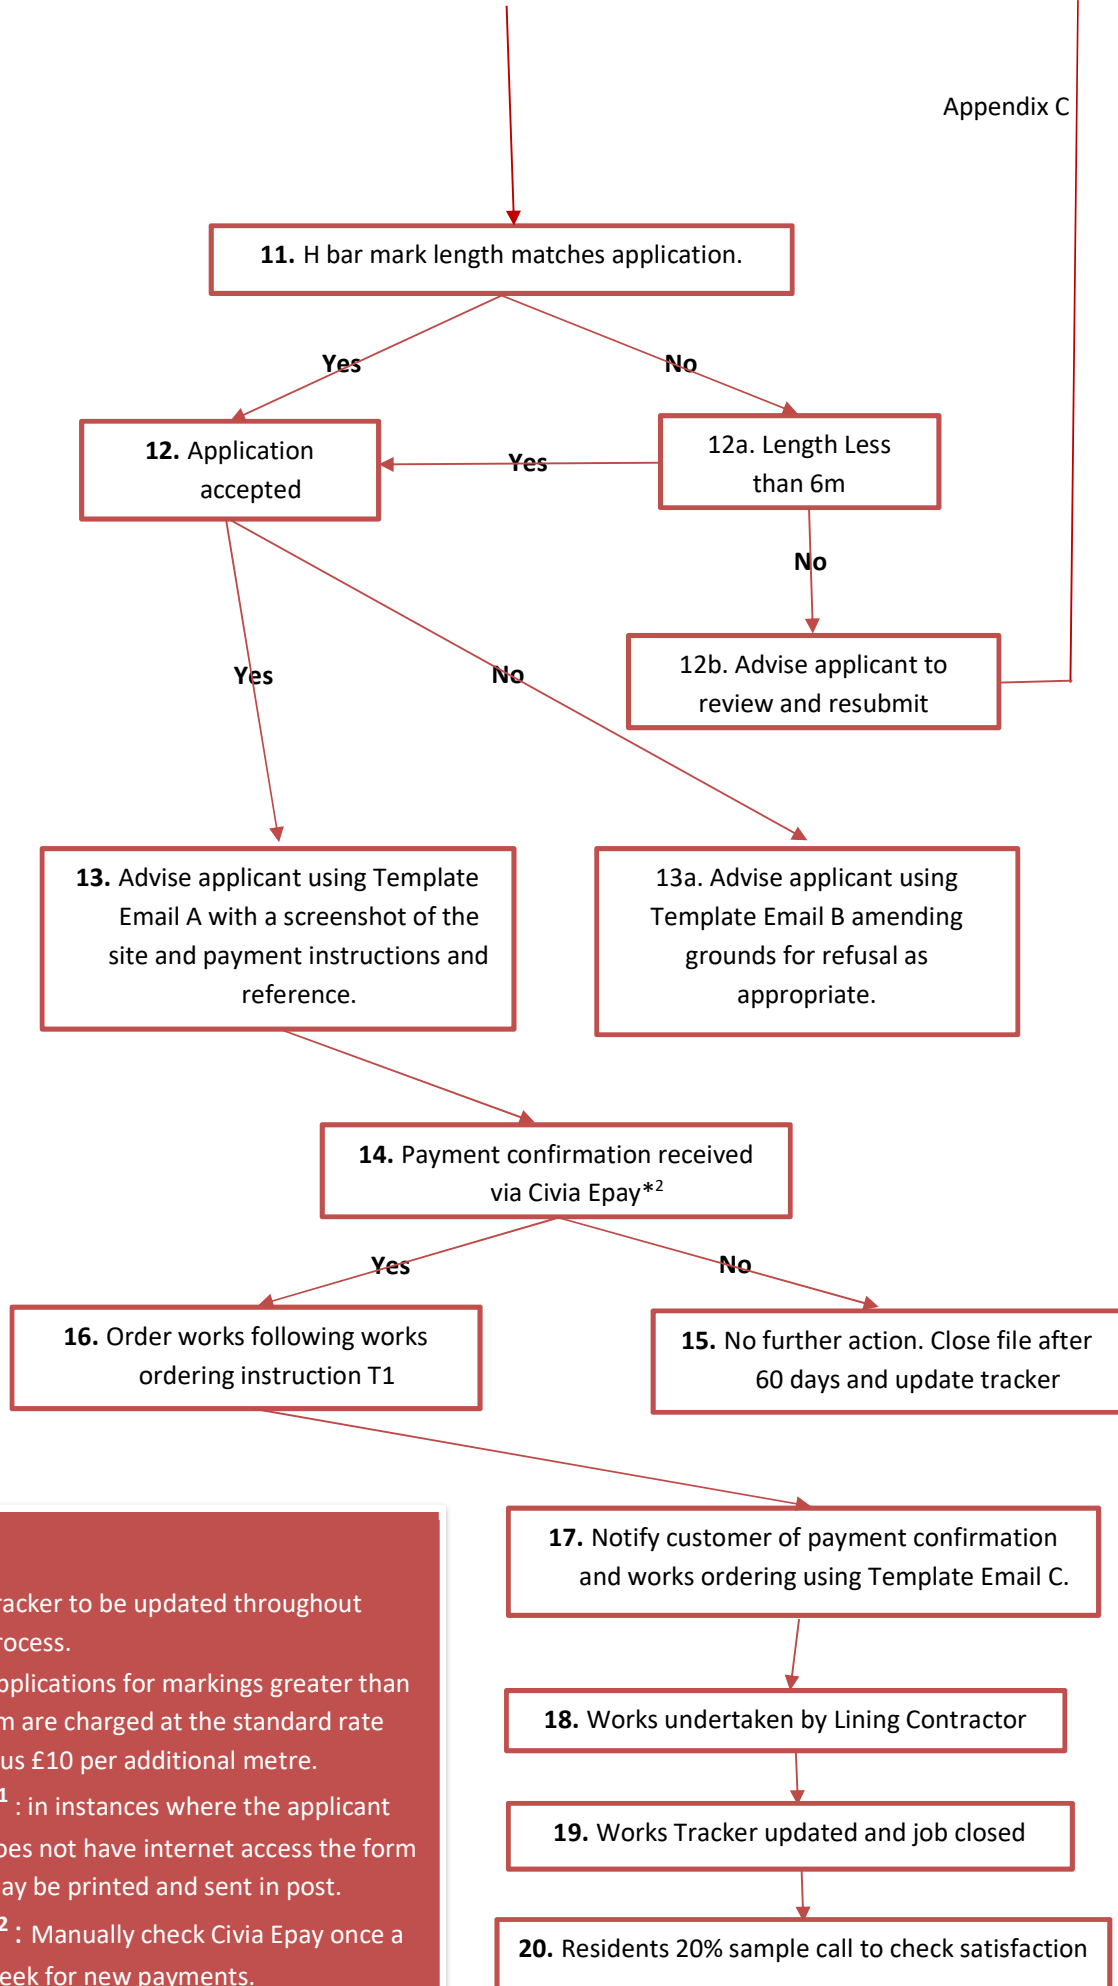 Appendix C
11. H bar mark length matches application.
Yes
No
12. Application
accepted
Yes
12a. Length Less
than 6m
No
12b. Advise applicant to
review and resubmit
Yes
No
13. Advise applicant using Template
Email A with a screenshot of the
site and payment instructions and
reference.
13a. Advise applicant using
Template Email B amending
grounds for refusal as
appropriate.
14. Payment confirmation received
via Civia Epay*2
Yes
No
16. Order works following works
ordering instruction T1
15. No further action. Close file after
60 days and update tracker
17. Notify customer of payment confirmation
and works ordering using Template Email C.
18. Works undertaken by Lining Contractor
19. Works Tracker updated and job closed
20. Residents 20% sample call to check satisfaction
racker to be updated throughout
rocess.
pplications for markings greater than
m are charged at the standard rate
us £10 per additional metre.
1 : in instances where the applicant
oes not have internet access the form
ay be printed and sent in post.
2 : Manually check Civia Epay once a
eek for new payments.